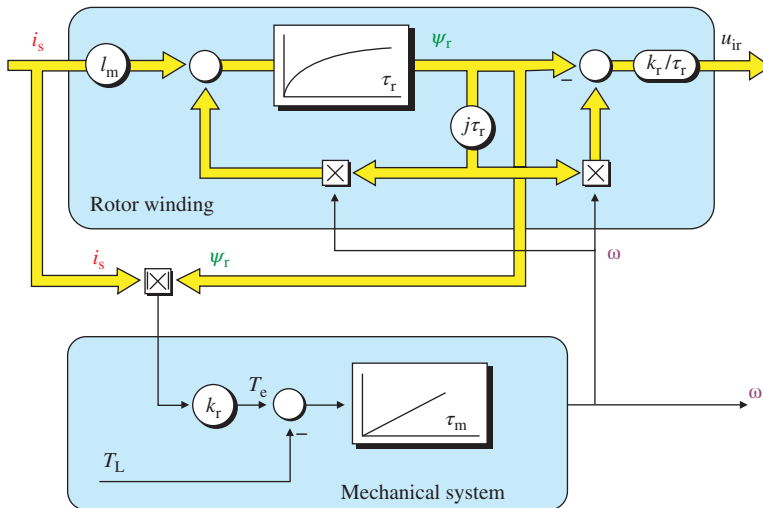 i_s
l_m
τ_r
ψ_r
k_r/τ_r
u_ir
−
jτ_r
×
×
Rotor winding
i_s
×
ψ_r
ω
k_r
T_e
−
τ_m
ω
T_L
Mechanical system